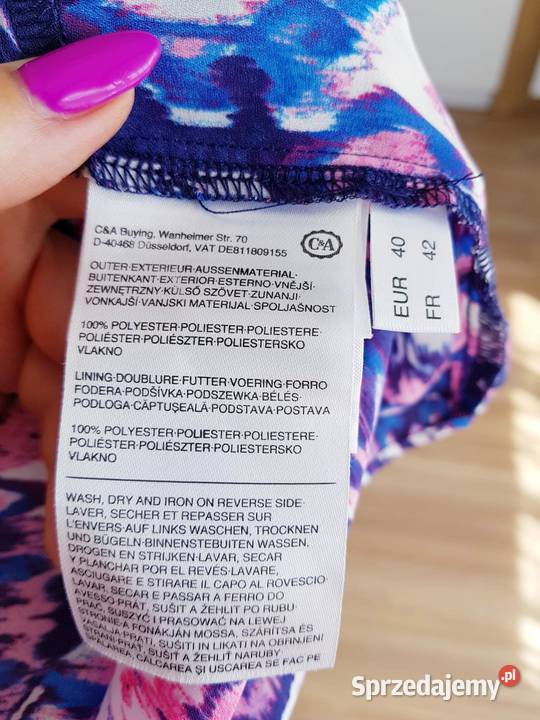 C&A Buying, Wanheimer Str. 70
D-40468 Düsseldorf, VAT DE811809155
C&A
OUTER·EXTERIEUR·AUSSENMATERIAL·
BUITENKANT·EXTERIOR·ESTERNO·VNĚJŠÍ·
ZEWNĘTRZNY·KÜLSŐ SZÖVET·ZUNANJI·
VONKAJŠÍ·VANJSKI MATERIJAL·SPOLJAŠNOST
100% POLYESTER·POLIESTER·POLIESTERE·
POLIÉSTER·POLIÉSZTER·POLIESTERSKO
VLAKNO
LINING·DOUBLURE·FUTTER·VOERING·FORRO
FODERA·PODŠÍVKA·PODSZEWKA·BÉLÉS·
PODLOGA·CĂPTUŞEALĂ·PODSTAVA·POSTAVA
100% POLYESTER·POLIESTER·POLIESTERE·
POLIÉSTER·POLIÉSZTER·POLIESTERSKO
VLAKNO
WASH, DRY AND IRON ON REVERSE SIDE·
LAVER, SECHER ET REPASSER SUR
L'ENVERS·AUF LINKS WASCHEN, TROCKNEN
UND BÜGELN·BINNENSTEBUITEN WASSEN,
DROGEN EN STRIJKEN·LAVAR, SECAR
Y PLANCHAR POR EL REVÉS·LAVARE,
ASCIUGARE E STIRARE IL CAPO AL ROVESCIO·
LAVAR, SECAR E PASSAR A FERRO DO
AVESSO·PRÁT, SUŠIT A ŽEHLIT PO RUBU·
PRAĆ, SUSZYĆ I PRASOWAĆ NA LEWEJ
STRONIE·A FONÁKJÁN MOSSA, SZÁRÍTSA ÉS
VASALJA·PRATI, SUŠITI IN LIKATI NA OBRNJENI
STRANI·PRAŤ, SUŠIŤ A ŽEHLIŤ NARUBY·
SPĂLAREA, CĂLCAREA ŞI USCAREA SE FAC PE
EUR 40
FR 42
Sprzedajemy.pl